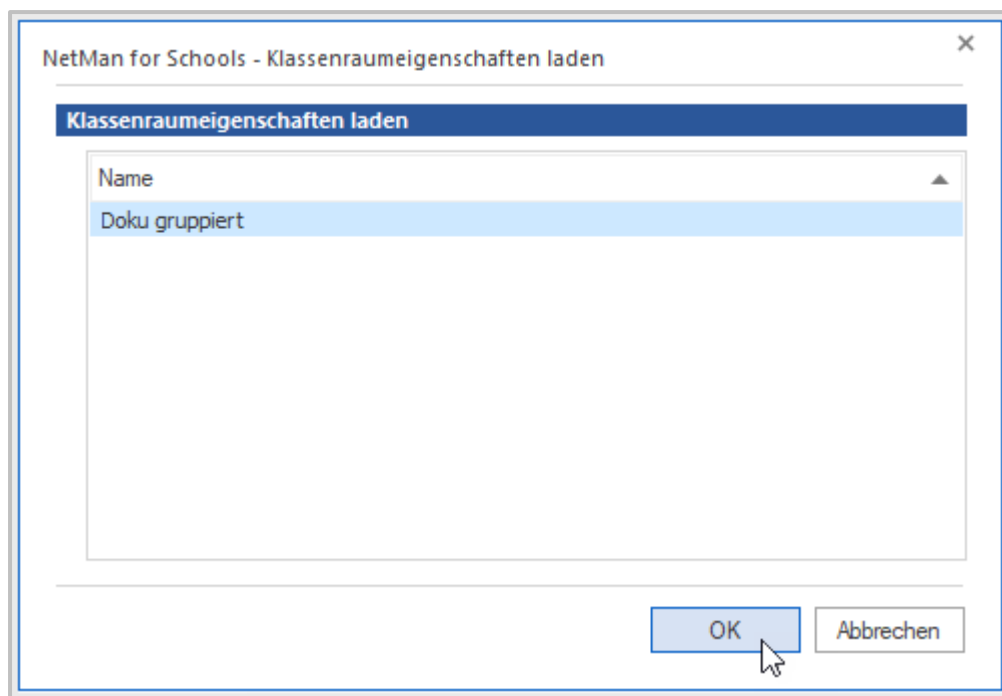 NetMan for Schools - Klassenraumeigenschaften laden
Klassenraumeigenschaften laden
Name
Doku gruppiert
OK
Abbrechen